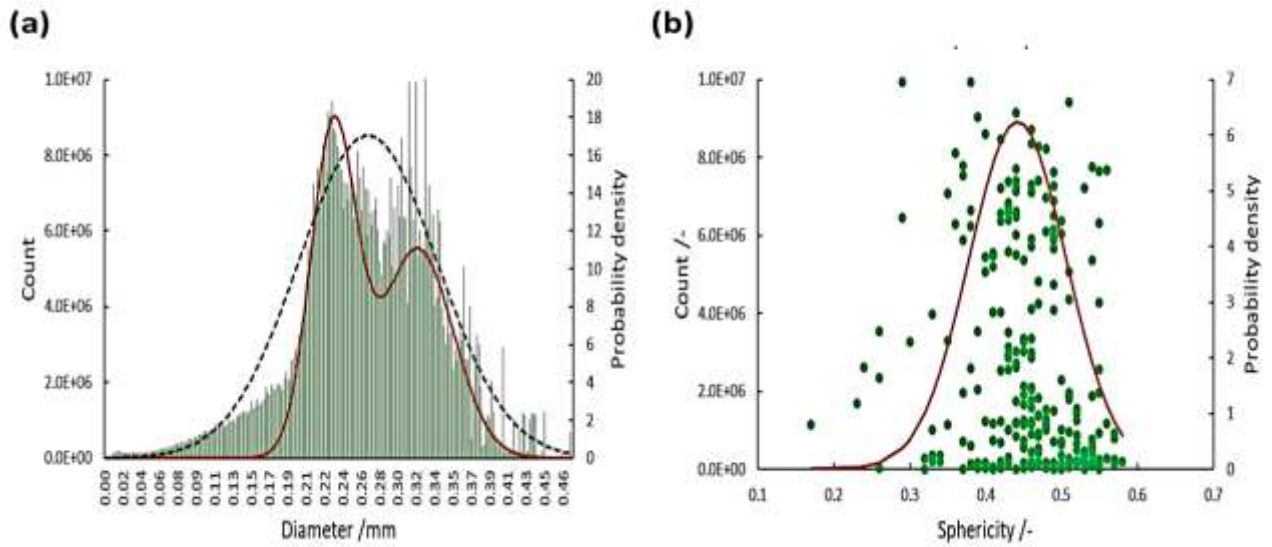 (a)
(b)
Count
1.0E+07
8.0E+06
6.0E+06
4.0E+06
2.0E+06
0.0E+00
20
18
16
14
12
10
8
6
4
2
0
Probability density
0.00
0.02
0.04
0.06
0.08
0.09
0.11
0.13
0.15
0.17
0.19
0.21
0.22
0.24
0.26
0.28
0.30
0.32
0.34
0.35
0.37
0.39
0.41
0.43
0.45
0.46
Diameter /mm
Count /-
1.0E+07
8.0E+06
6.0E+06
4.0E+06
2.0E+06
0.0E+00
7
6
5
4
3
2
1
0
Probability density
0.1
0.2
0.3
0.4
0.5
0.6
0.7
Sphericity /-